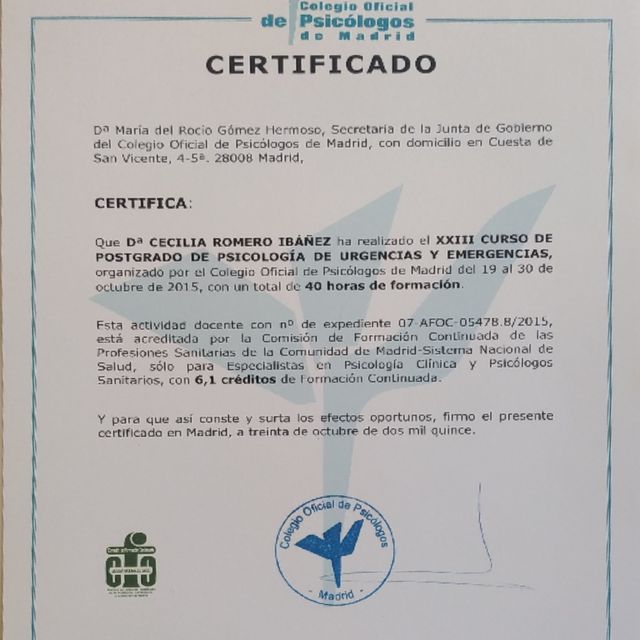 Colegio Oficial
de Psicólogos
de Madrid
CERTIFICADO
Dª María del Rocio Gómez Hermoso, Secretaria de la Junta de Gobierno
del Colegio Oficial de Psicólogos de Madrid, con domicilio en Cuesta de
San Vicente, 4-5ª. 28008 Madrid,
CERTIFICA:
Que Dª CECILIA ROMERO IBÁÑEZ ha realizado el XXIII CURSO DE
POSTGRADO DE PSICOLOGÍA DE URGENCIAS Y EMERGENCIAS,
organizado por el Colegio Oficial de Psicólogos de Madrid del 19 al 30 de
octubre de 2015, con un total de 40 horas de formación.
Esta actividad docente con nº de expediente 07-AFOC-05478.8/2015,
está acreditada por la Comisión de Formación Continuada de las
Profesiones Sanitarias de la Comunidad de Madrid-Sistema Nacional de
Salud, sólo para Especialistas en Psicología Clínica y Psicólogos
Sanitarios, con 6,1 créditos de Formación Continuada.
Y para que así conste y surta los efectos oportunos, firmo el presente
certificado en Madrid, a treinta de octubre de dos mil quince.
Colegio Oficial de Psicólogos
- Madrid -